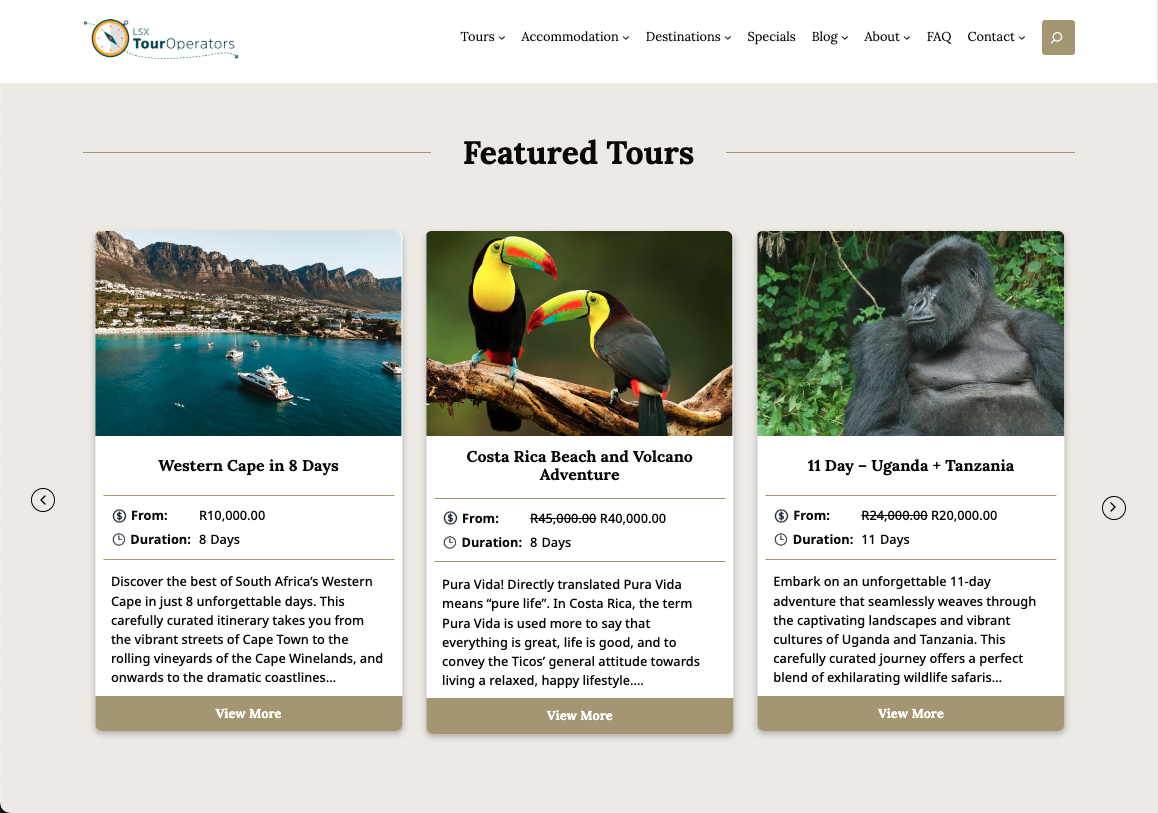 LSX
TourOperators
Tours Accommodation Destinations Specials Blog About FAQ Contact
Featured Tours
Western Cape in 8 Days
From: R10,000.00
Duration: 8 Days
Discover the best of South Africa’s Western
Cape in just 8 unforgettable days. This
carefully curated itinerary takes you from
the vibrant streets of Cape Town to the
rolling vineyards of the Cape Winelands, and
onwards to the dramatic coastlines...
View More
Costa Rica Beach and Volcano
Adventure
From: R45,000.00 R40,000.00
Duration: 8 Days
Pura Vida! Directly translated Pura Vida
means “pure life”. In Costa Rica, the term
Pura Vida is used more to say that
everything is great, life is good, and to
convey the Ticos’ general attitude towards
living a relaxed, happy lifestyle....
View More
11 Day – Uganda + Tanzania
From: R24,000.00 R20,000.00
Duration: 11 Days
Embark on an unforgettable 11-day
adventure that seamlessly weaves through
the captivating landscapes and vibrant
cultures of Uganda and Tanzania. This
carefully curated journey offers a perfect
blend of exhilarating wildlife safaris...
View More